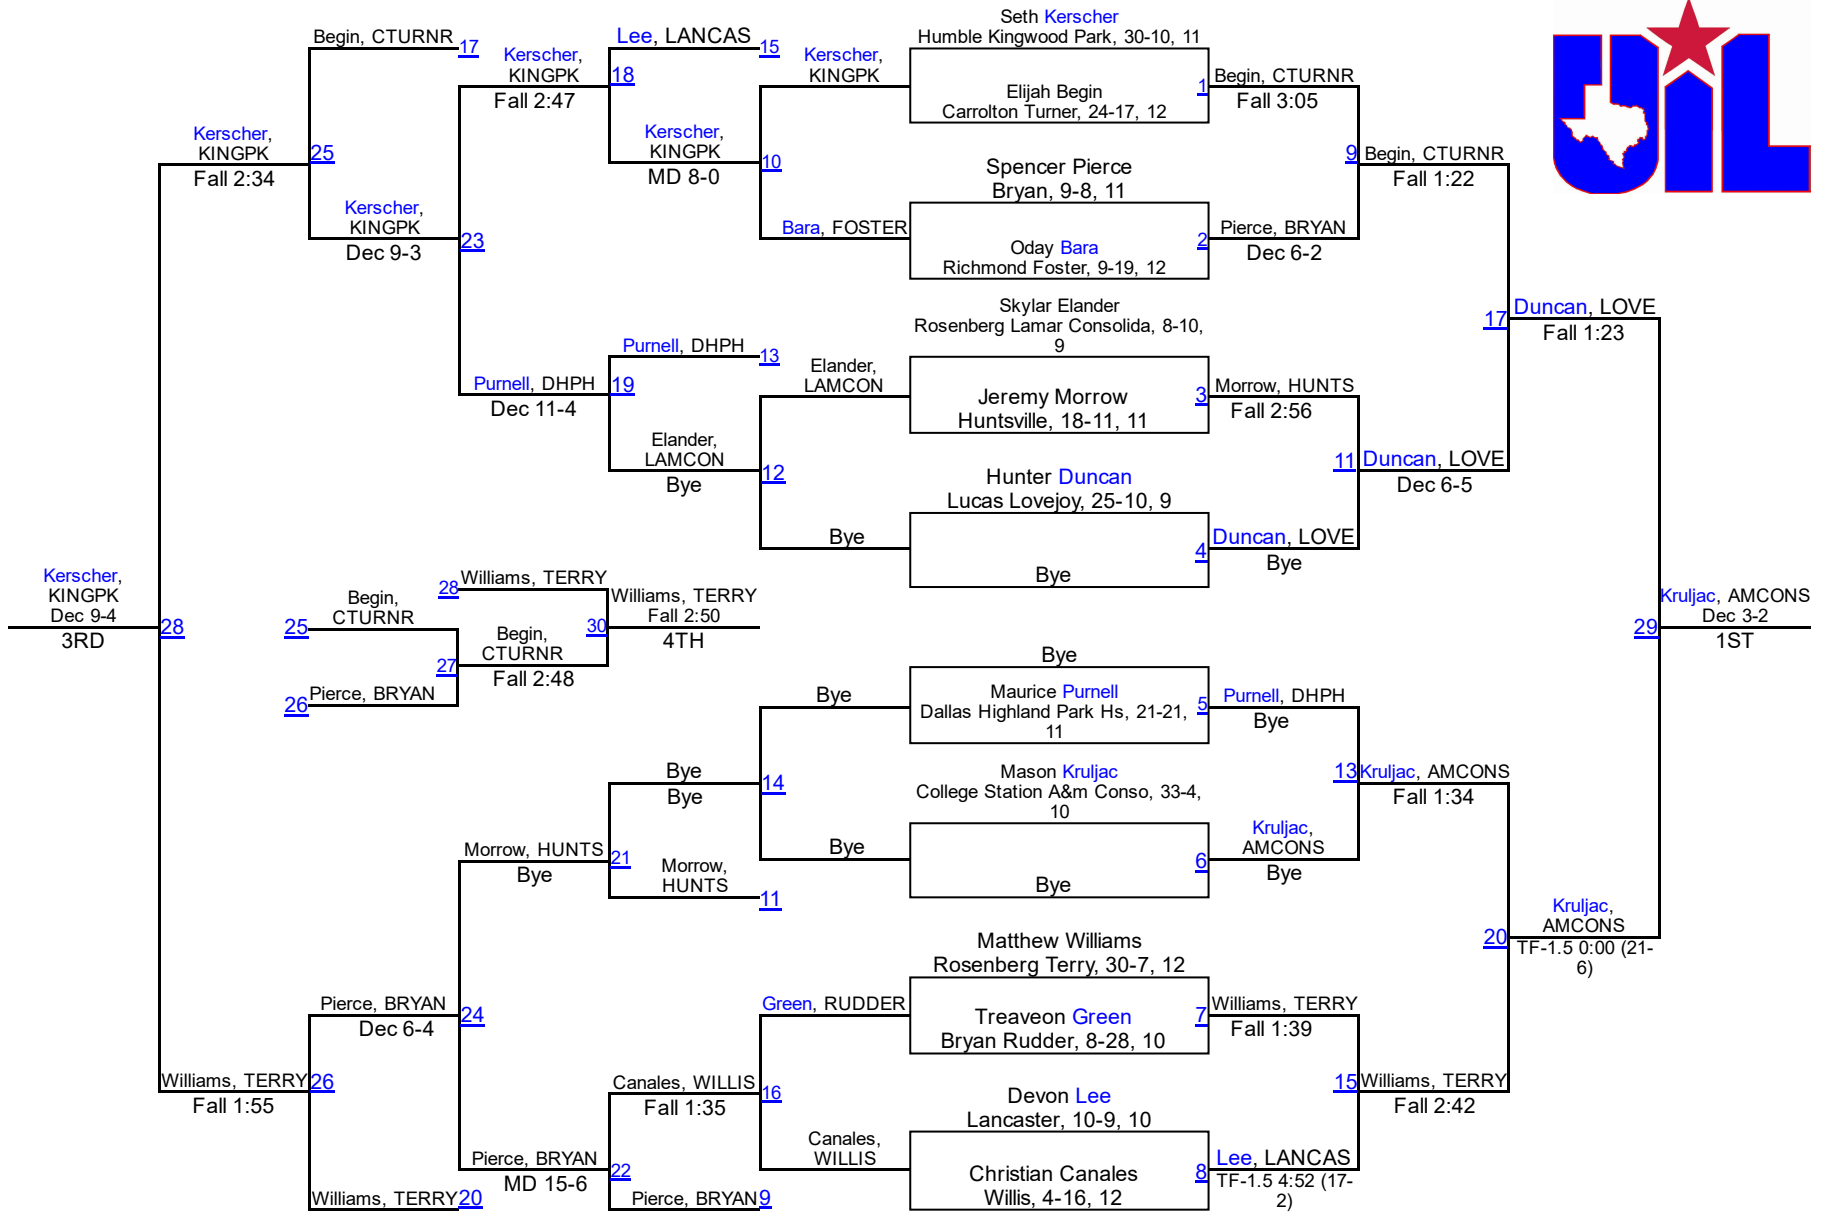 Begin, CTURNR
17
Kerscher,
KINGPK
Fall 2:47
Lee, LANCAS
15
18
Kerscher,
KINGPK
Seth Kerscher
Humble Kingwood Park, 30-10, 11
Elijah Begin
Carrolton Turner, 24-17, 12
1
Begin, CTURNR
Fall 3:05
UIL
Kerscher,
KINGPK
Fall 2:34
25
Kerscher,
KINGPK
MD 8-0
10
9
Begin, CTURNR
Fall 1:22
Spencer Pierce
Bryan, 9-8, 11
Oday Bara
Richmond Foster, 9-19, 12
Kerscher,
KINGPK
Dec 9-3
23
Bara, FOSTER
2
Pierce, BRYAN
Dec 6-2
Skylar Elander
Rosenberg Lamar Consolida, 8-10,
9
Jeremy Morrow
Huntsville, 18-11, 11
17
Duncan, LOVE
Fall 1:23
Purnell, DHPH
13
Purnell, DHPH
Dec 11-4
19
Elander,
LAMCON
3
Morrow, HUNTS
Fall 2:56
Elander,
LAMCON
Bye
12
11
Duncan, LOVE
Dec 6-5
Hunter Duncan
Lucas Lovejoy, 25-10, 9
Bye
Bye
4
Duncan, LOVE
Bye
Kerscher,
KINGPK
Dec 9-4
3RD
28
28
Williams, TERRY
Begin,
CTURNR
25
Begin,
CTURNR
Fall 2:48
27
26
Pierce, BRYAN
30
Williams, TERRY
Fall 2:50
4TH
29
Kruljac, AMCONS
Dec 3-2
1ST
Bye
Maurice Purnell
Dallas Highland Park Hs, 21-21,
11
Bye
5
Purnell, DHPH
Bye
Bye
Bye
14
Mason Kruljac
College Station A&m Conso, 33-4,
10
Bye
13
Kruljac, AMCONS
Fall 1:34
Morrow, HUNTS
Bye
21
Morrow,
HUNTS
11
Bye
6
Kruljac,
AMCONS
Bye
20
Kruljac,
AMCONS
TF-1.5 0:00 (21-
6)
Matthew Williams
Rosenberg Terry, 30-7, 12
Treaveon Green
Bryan Rudder, 8-28, 10
Pierce, BRYAN
Dec 6-4
24
Green, RUDDER
7
Williams, TERRY
Fall 1:39
Williams, TERRY
Fall 1:55
26
Canales, WILLIS
Fall 1:35
16
15
Williams, TERRY
Fall 2:42
Devon Lee
Lancaster, 10-9, 10
Christian Canales
Willis, 4-16, 12
Pierce, BRYAN
MD 15-6
22
Canales,
WILLIS
8
Lee, LANCAS
TF-1.5 4:52 (17-
2)
Williams, TERRY
20
Pierce, BRYAN
9